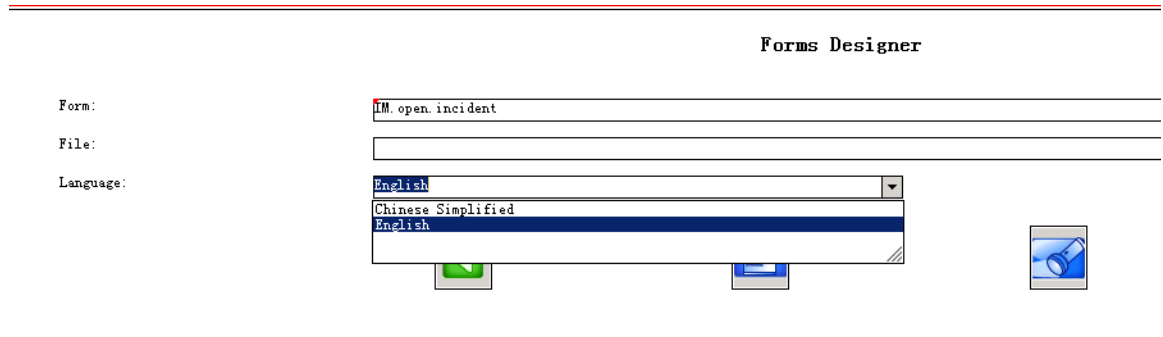 Forms Designer
Form:
IM.open.incident
File:
Language:
English
Chinese Simplified
English